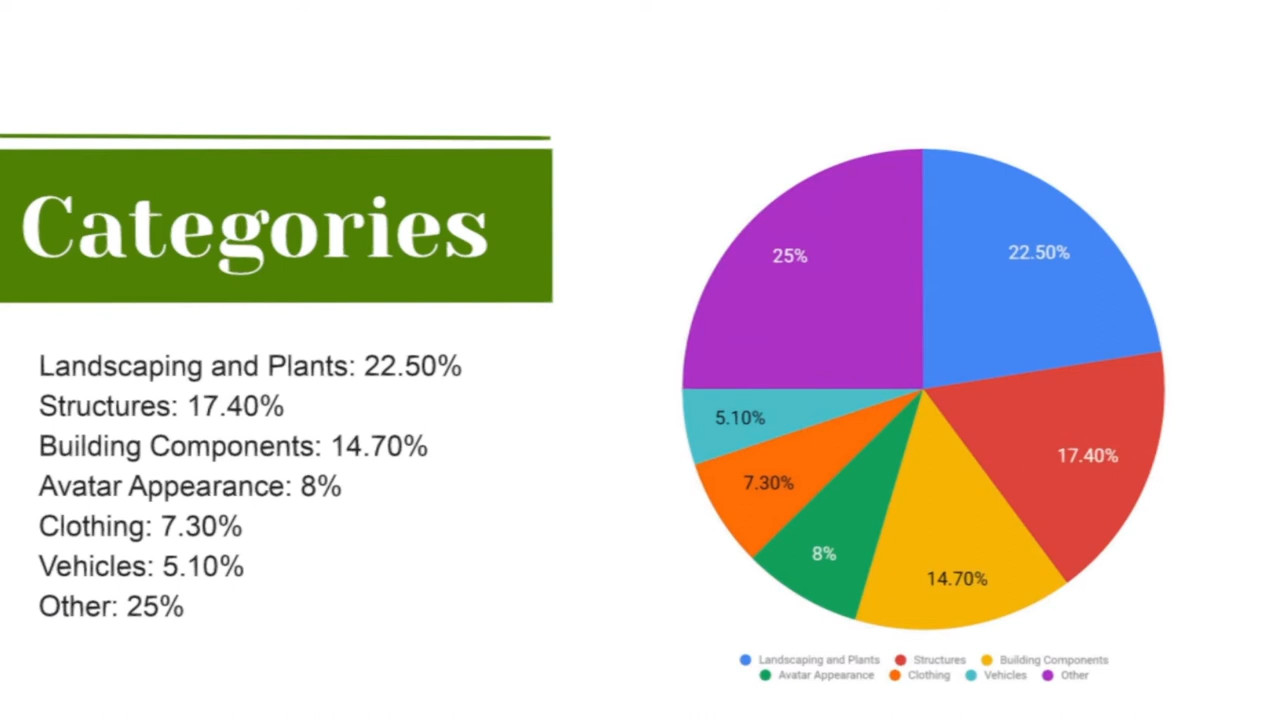 Categories
Landscaping and Plants: 22.50%
Structures: 17.40%
Building Components: 14.70%
Avatar Appearance: 8%
Clothing: 7.30%
Vehicles: 5.10%
Other: 25%
25%
22.50%
5.10%
17.40%
7.30%
8%
14.70%
Landscaping and Plants Structures Building Components
Avatar Appearance Clothing Vehicles Other